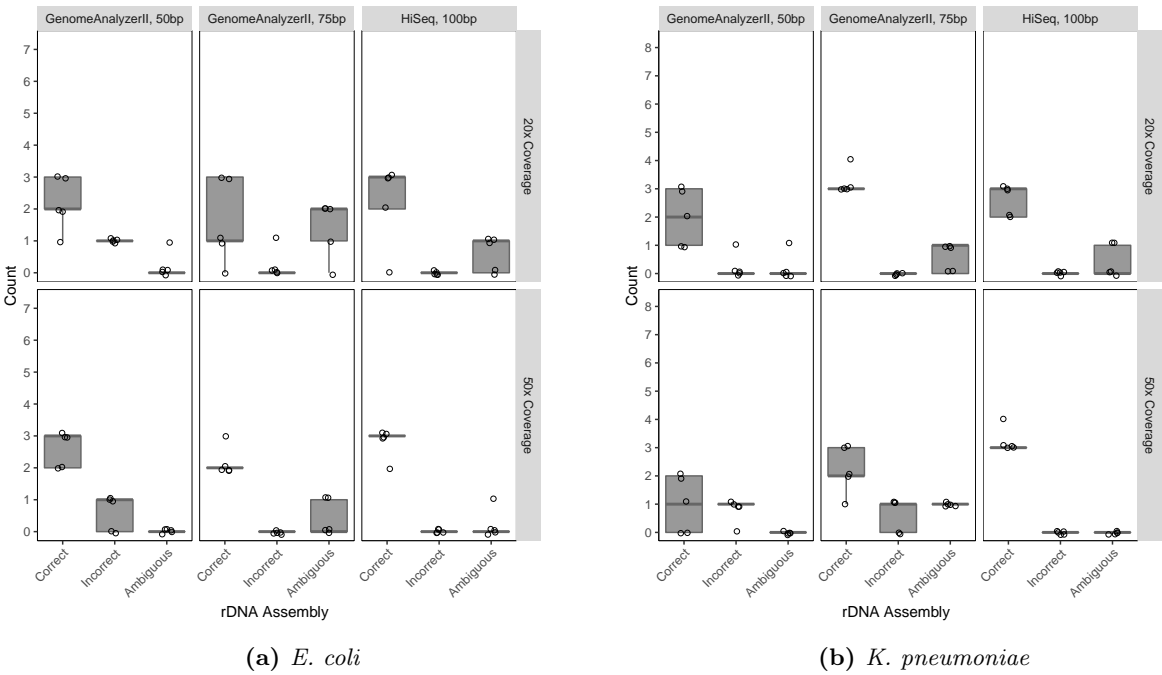 GenomeAnalyzerII, 50bp
GenomeAnalyzerII, 75bp
HiSeq, 100bp
7
6
5
4
3
2
1
0
20x Coverage
7
6
5
4
3
2
1
0
50x Coverage
Count
Correct
Incorrect
Ambiguous
Correct
Incorrect
Ambiguous
Correct
Incorrect
Ambiguous
rDNA Assembly
(a) E. coli
GenomeAnalyzerII, 50bp
GenomeAnalyzerII, 75bp
HiSeq, 100bp
8
7
6
5
4
3
2
1
0
20x Coverage
8
7
6
5
4
3
2
1
0
50x Coverage
Count
Correct
Incorrect
Ambiguous
Correct
Incorrect
Ambiguous
Correct
Incorrect
Ambiguous
rDNA Assembly
(b) K. pneumoniae